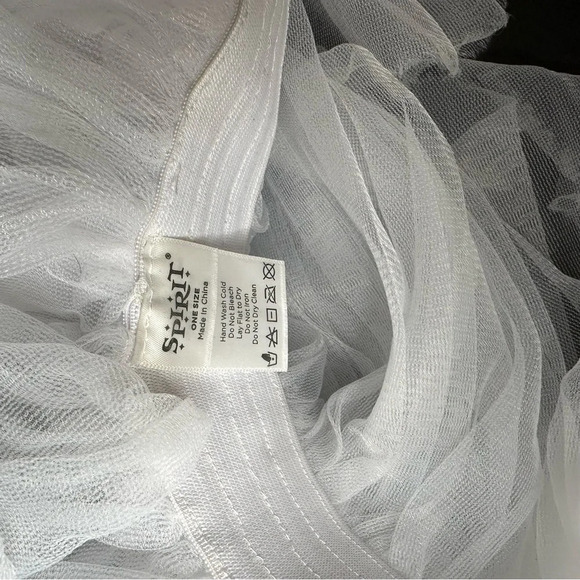 SPIRIT®
ONE SIZE
Made In China
Hand Wash Cold
Do Not Bleach
Lay Flat to Dry
Do Not Iron
Do Not Dry Clean